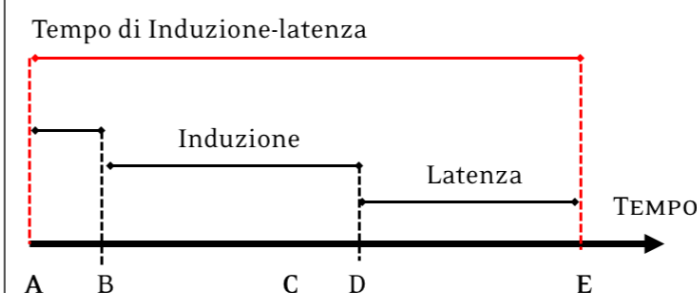 Tempo di Induzione-latenza
Induzione
Latenza
TEMPO
A B C D E